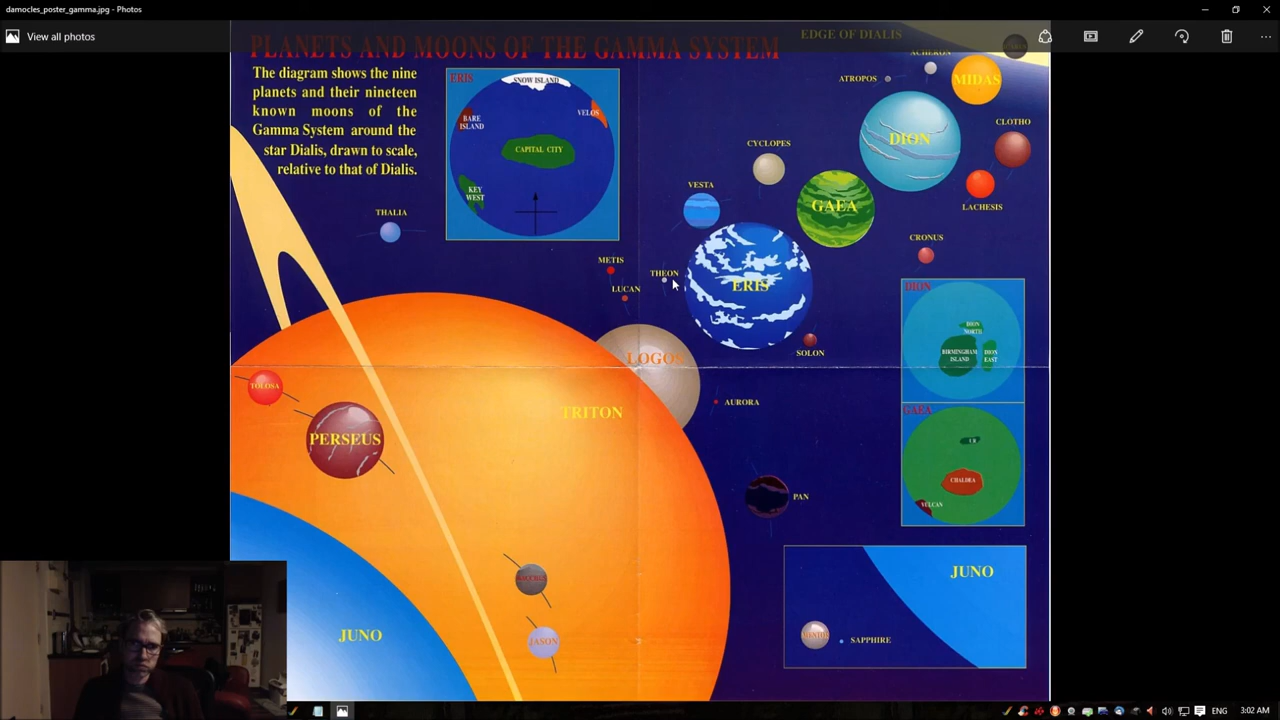 damocles_poster_gamma.jpg - Photos
View all photos
PLANETS AND MOONS OF THE GAMMA SYSTEM
EDGE OF DIALIS
The diagram shows the nine
planets and their nineteen
known moons of the
Gamma System around the
star Dialis, drawn to scale,
relative to that of Dialis.
ERIS
SNOW ISLAND
BARE
ISLAND
VELOS
CAPITAL CITY
KEY
WEST
ACHERON
ATROPOS
MIDAS
DION
CLOTHO
CYCLOPES
LACHESIS
VESTA
GAEA
THALIA
CRONUS
METIS
THEON
LUCAN
ERIS
SOLON
LOGOS
AURORA
TRITON
TOLOSA
PERSEUS
PAN
JASON
JUNO
DION
DION
NORTH
BIRMINGHAM
ISLAND
DION
EAST
GAEA
UR
CHALDEA
VULCAN
JUNO
SAPPHIRE
ENG
3:02 AM